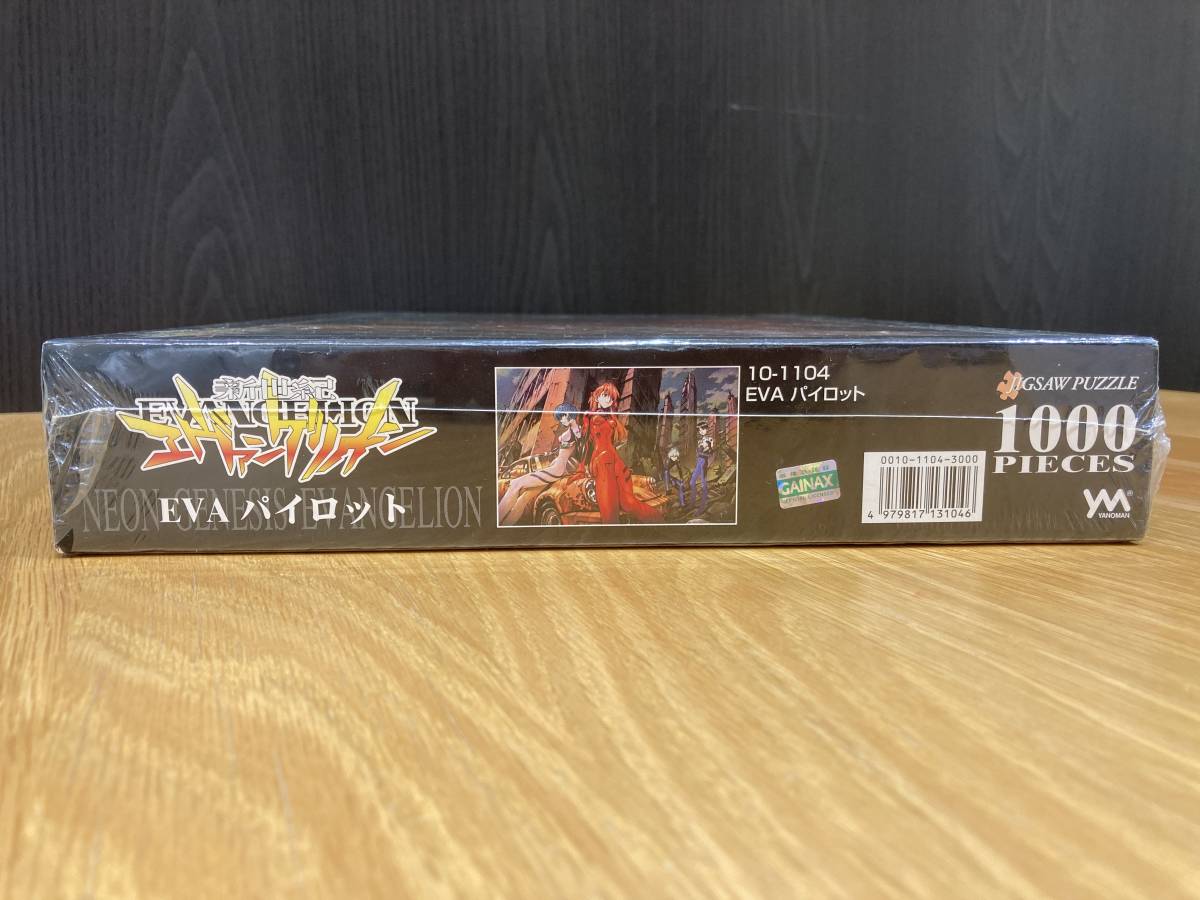 新世紀
EVANGELION
エヴァンゲリオン
NEON GENESIS EVANGELION
EVA パイロット
10-1104
EVA パイロット
GAINAX
0010-1104-3000
4 979817 131046
JIGSAW PUZZLE
1000
PIECES
YM®
YANOMAN